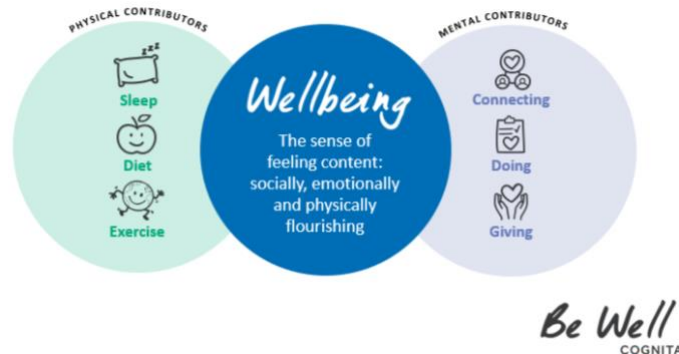 PHYSICAL CONTRIBUTORS
zzz
Sleep
Diet
Exercise
Wellbeing
The sense of
feeling content:
socially, emotionally
and physically
flourishing
MENTAL CONTRIBUTORS
Connecting
Doing
Giving
Be Well
COGNITA